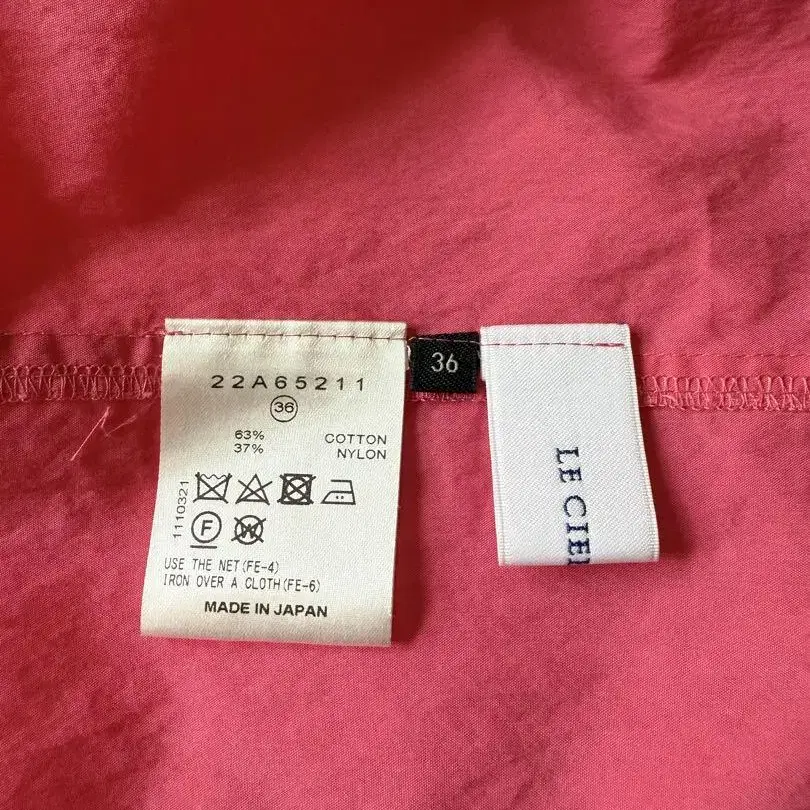 22A65211
36
63% COTTON
37% NYLON
1110321
F
W
USE THE NET(FE-4)
IRON OVER A CLOTH(FE-6)
MADE IN JAPAN
36
LE CIE